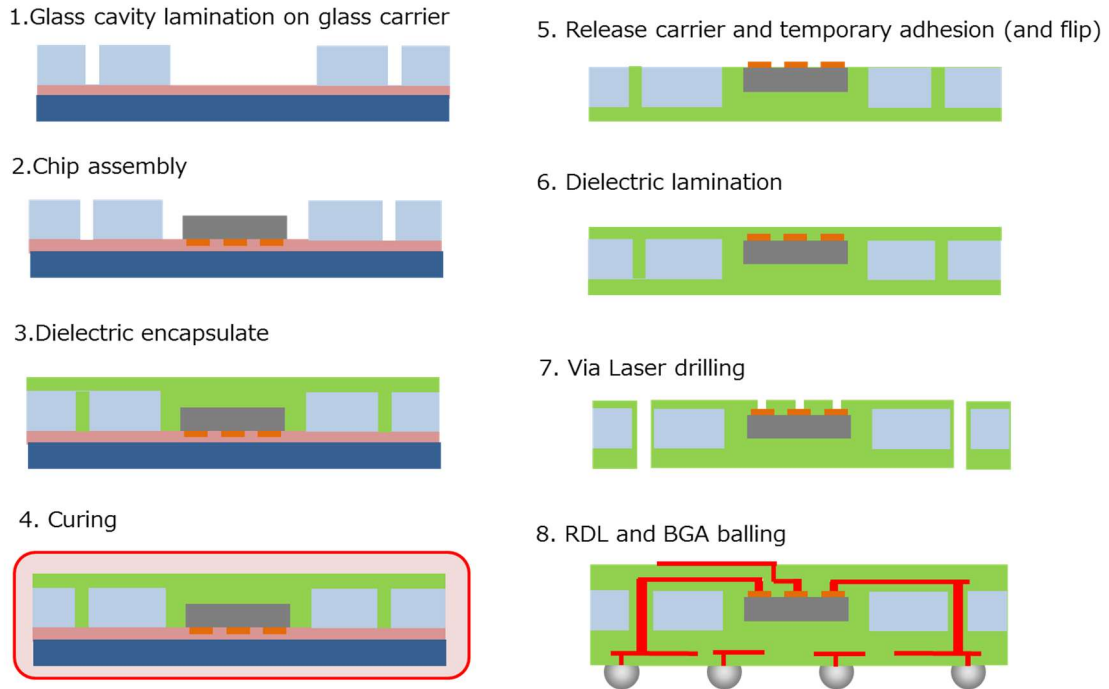 1.Glass cavity lamination on glass carrier
2.Chip assembly
3.Dielectric encapsulate
4. Curing
5. Release carrier and temporary adhesion (and flip)
6. Dielectric lamination
7. Via Laser drilling
8. RDL and BGA balling